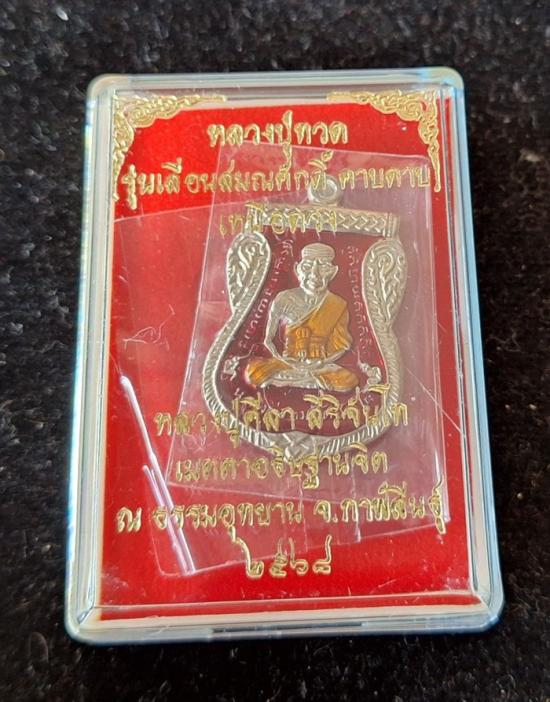 หลวงปู่ทวด
รุ่นเลื่อนสมณศักดิ์ คาบดาบ
หลวงปู่ศิลา สิริจันโท
เมตตาอธิษฐานจิต
ณ ธรรมอุทยาน จ.กาฬสินธุ์
๒๕๖๘